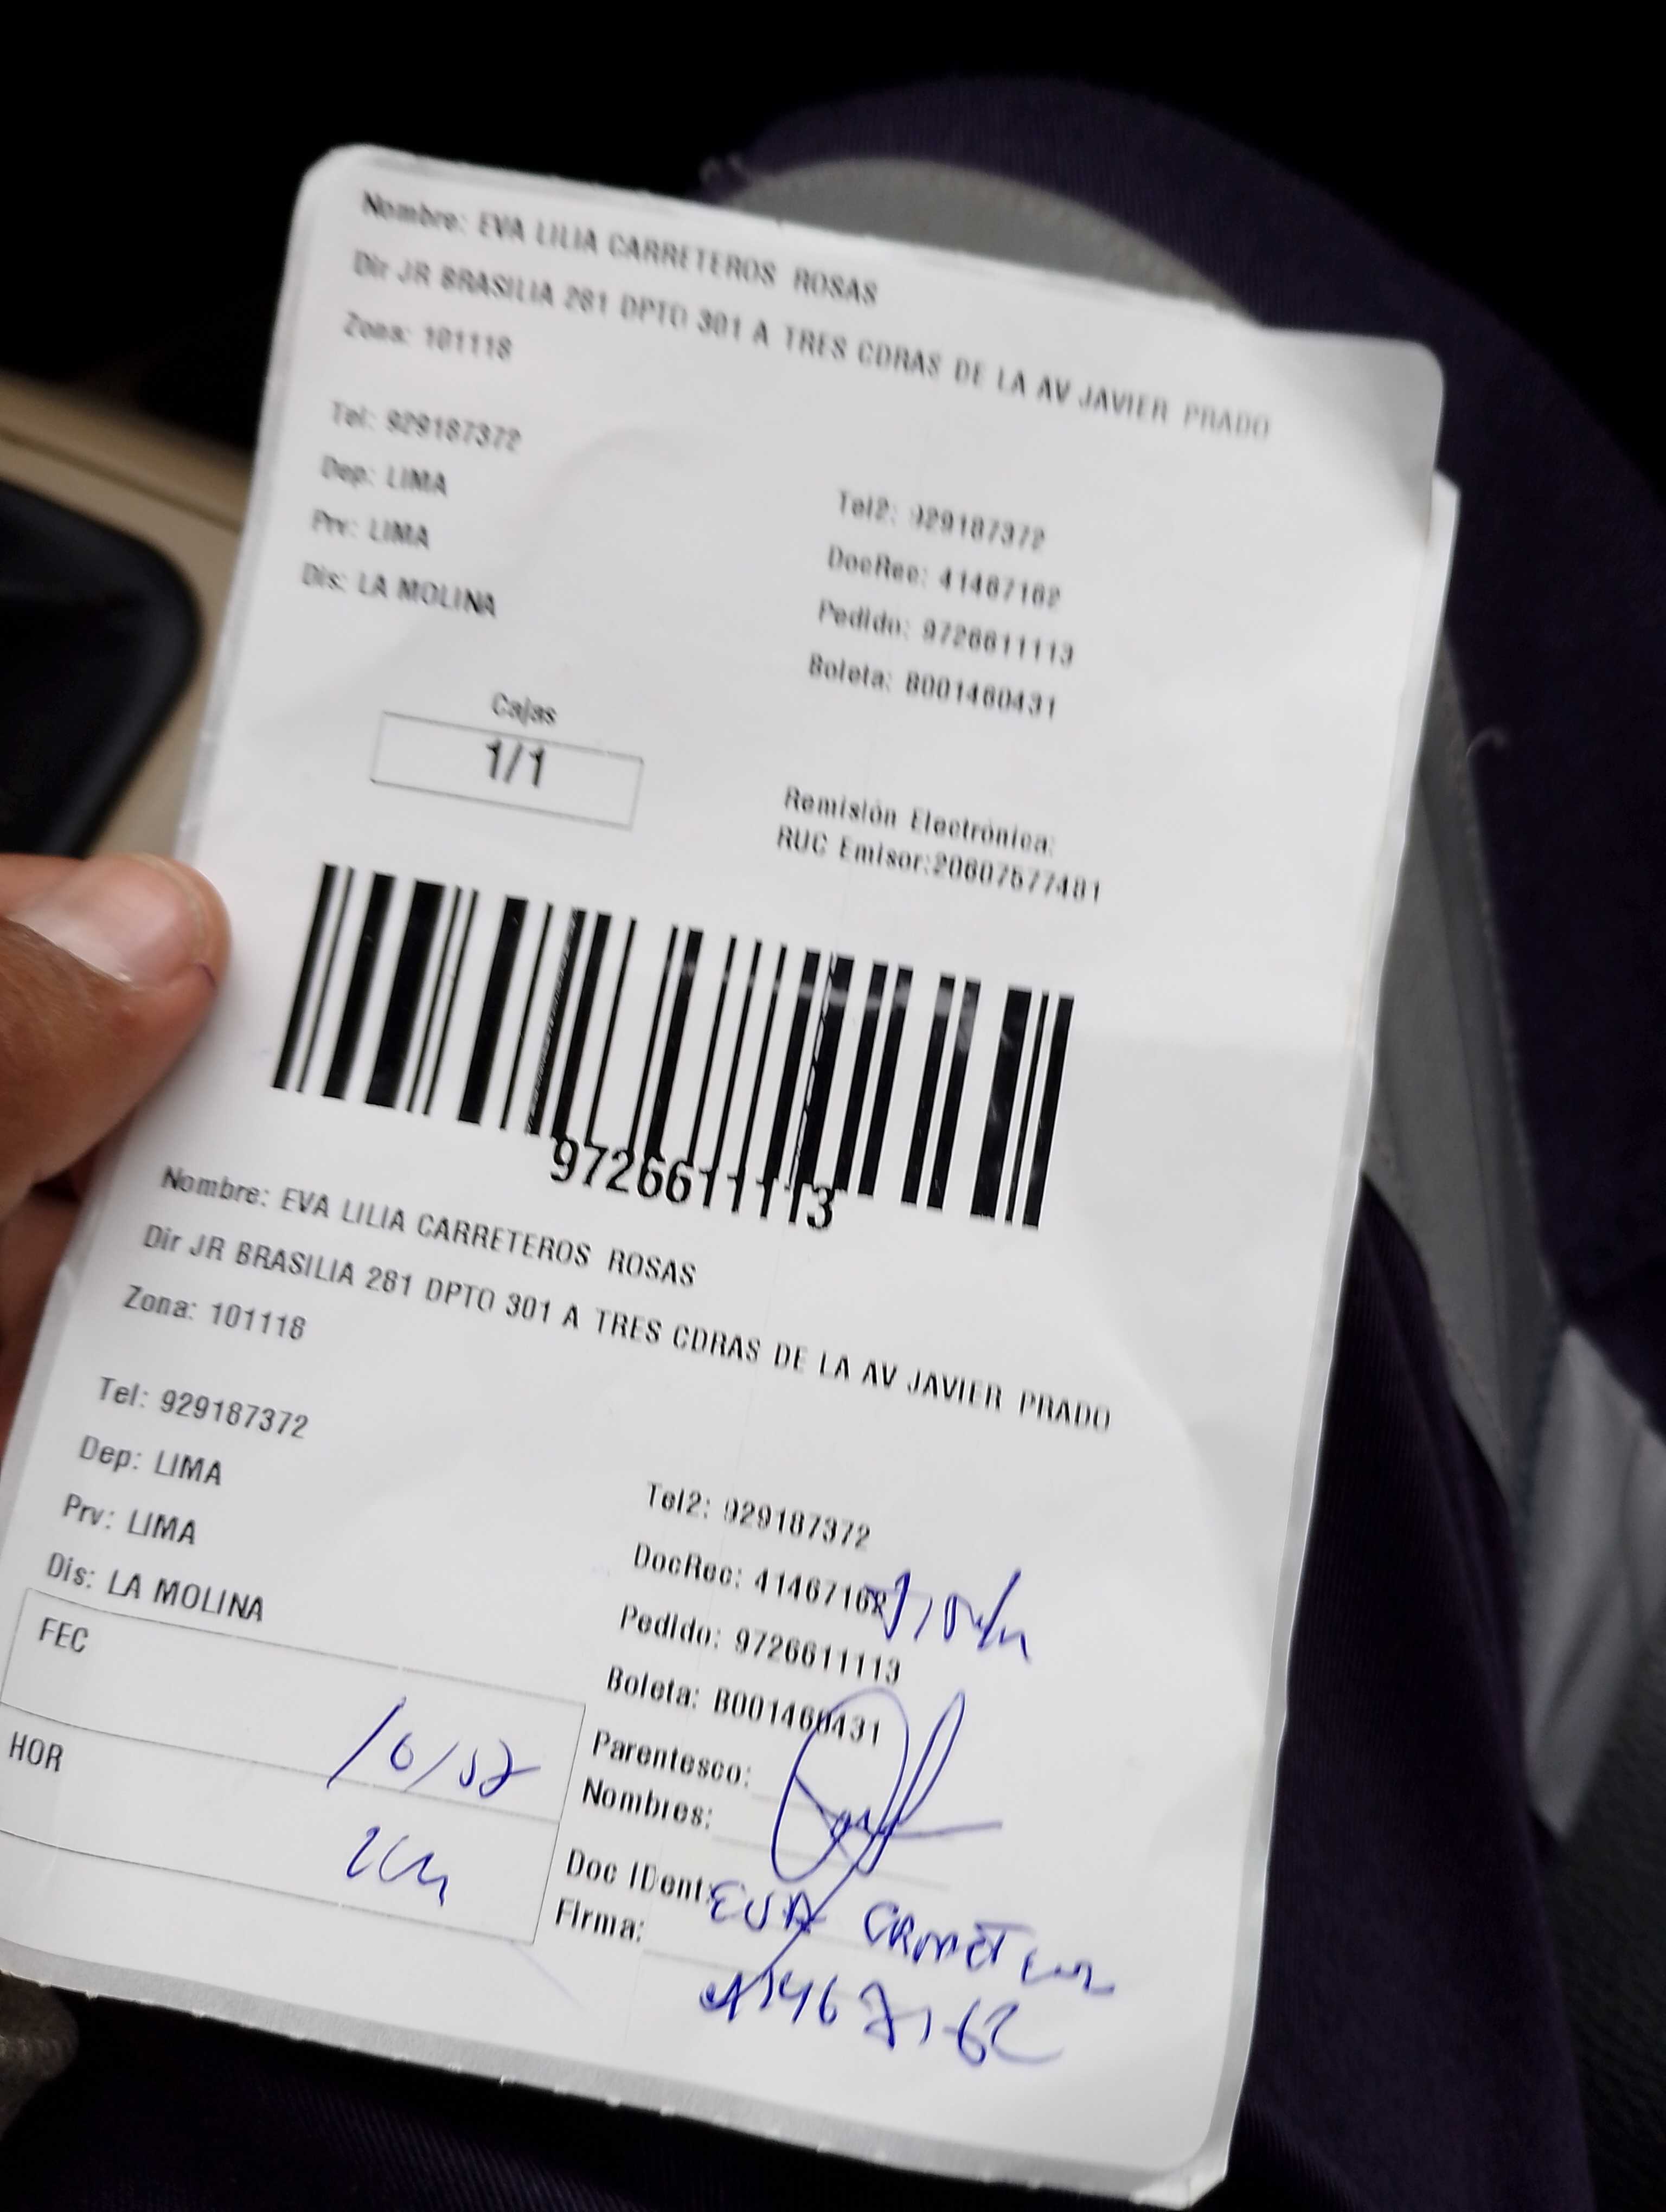 Nombre: EVA LILIA CARRETEROS ROSAS
Dir JR BRASILIA 281 DPTO 301 A TRES CDRAS DE LA AV JAVIER PRADO
Zona: 101118
Tel: 929187372
Dep: LIMA
Prv: LIMA
Dis: LA MOLINA
Tel2: 929187372
DocRec: 41467162
Pedido: 9726611113
Boleta: B001460431
Cajas
1/1
Remisión Electrónica:
RUC Emisor:20607577481
9726611113
Nombre: EVA LILIA CARRETEROS ROSAS
Dir JR BRASILIA 281 DPTO 301 A TRES CDRAS DE LA AV JAVIER PRADO
Zona: 101118
Tel: 929187372
Dep: LIMA
Prv: LIMA
Dis: LA MOLINA
Tel2: 929187372
DocRec: 41467162
Pedido: 9726611113
Boleta: B001460431
FEC
HOR
Parentesco:
Nombres:
Doc IDent:
Firma:
EVA
41467162